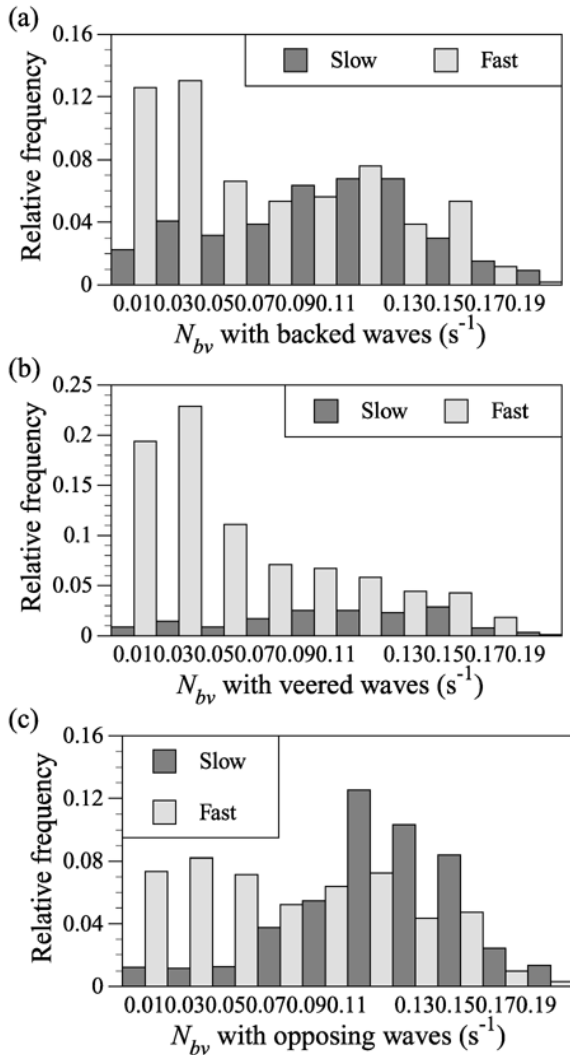 (a)
0.16
0.12
0.08
0.04
0
Relative frequency
Slow Fast
0.010.030.050.070.090.11 0.130.150.170.19
N_bv with backed waves (s⁻¹)
(b)
0.25
0.2
0.15
0.1
0.05
0
Relative frequency
Slow Fast
0.010.030.050.070.090.11 0.130.150.170.19
N_bv with veered waves (s⁻¹)
(c)
0.16
0.12
0.08
0.04
0
Relative frequency
Slow
Fast
0.010.030.050.070.090.11 0.130.150.170.19
N_bv with opposing waves (s⁻¹)